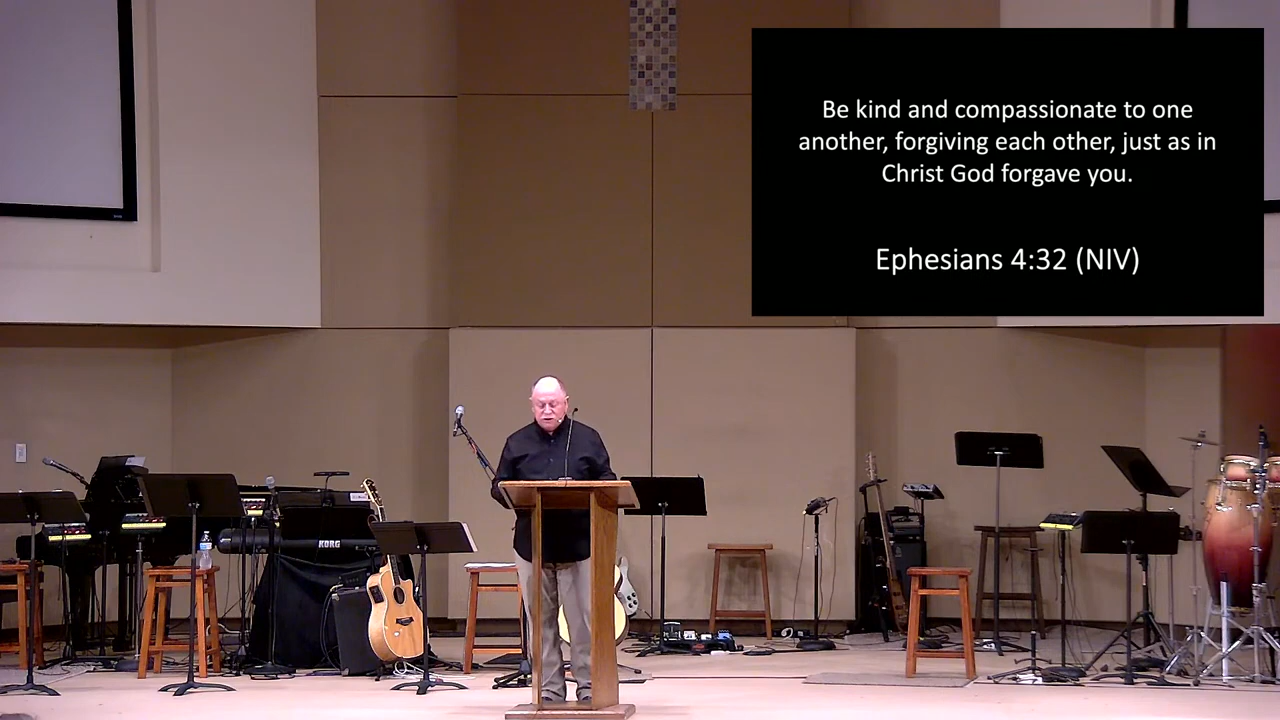 Be kind and compassionate to one
another, forgiving each other, just as in
Christ God forgave you.
Ephesians 4:32 (NIV)
KORG